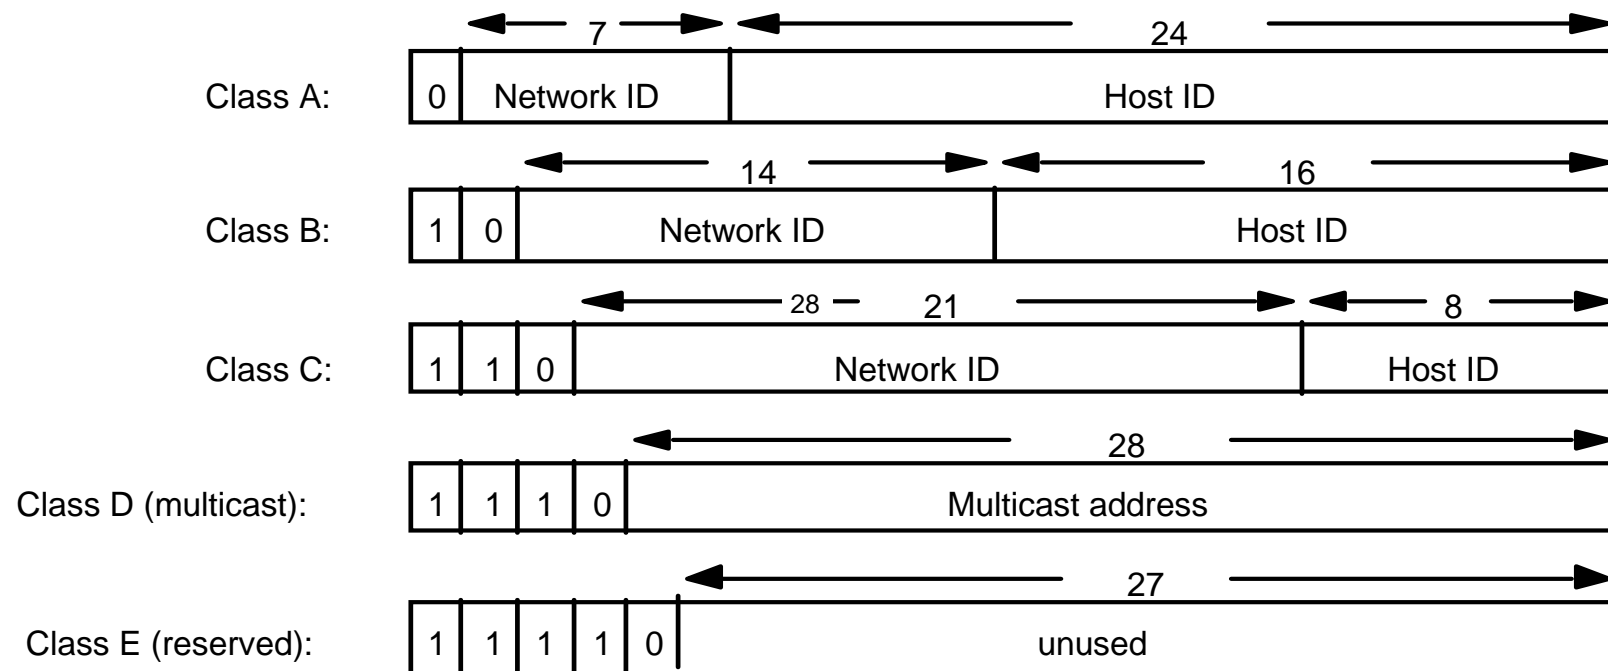 7 24
Class A: 0 Network ID Host ID
14 16
Class B: 1 0 Network ID Host ID
28 21 8
Class C: 1 1 0 Network ID Host ID
28
Class D (multicast): 1 1 1 0 Multicast address
27
Class E (reserved): 1 1 1 1 0 unused